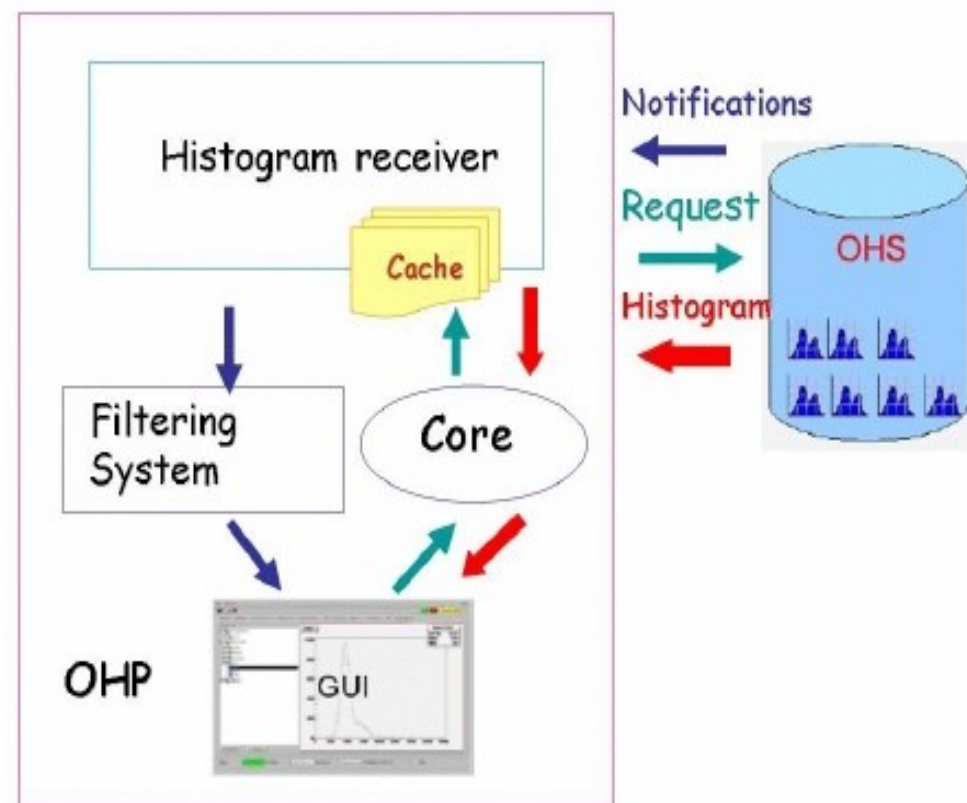 Histogram receiver
Cache
Notifications
Request
Histogram
OHS
Filtering
System
Core
OHP
GUI